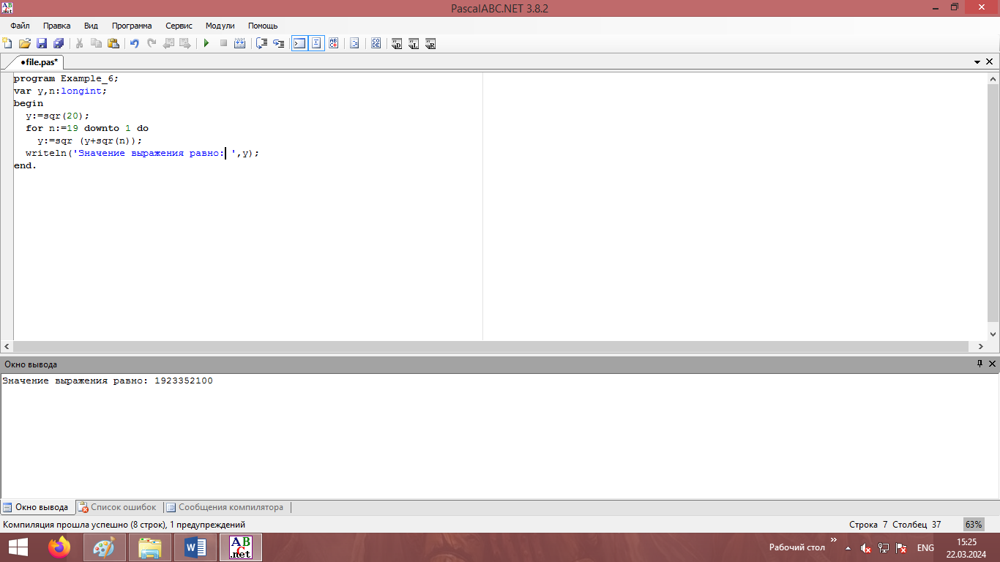 PascalABC.NET 3.8.2
Файл Правка Вид Программа Сервис Модули Помощь
•file.pas*
program Example_6;
var y,n:longint;
begin
  y:=sqr(20);
  for n:=19 downto 1 do
    y:=sqr (y+sqr(n));
  writeln('Значение выражения равно: ',y);
end.
Окно вывода
Значение выражения равно: 1923352100
Окно вывода Список ошибок Сообщения компилятора
Компиляция прошла успешно (8 строк), 1 предупреждений Строка 7 Столбец 37 63%
Рабочий стол » ENG 15:25
22.03.2024